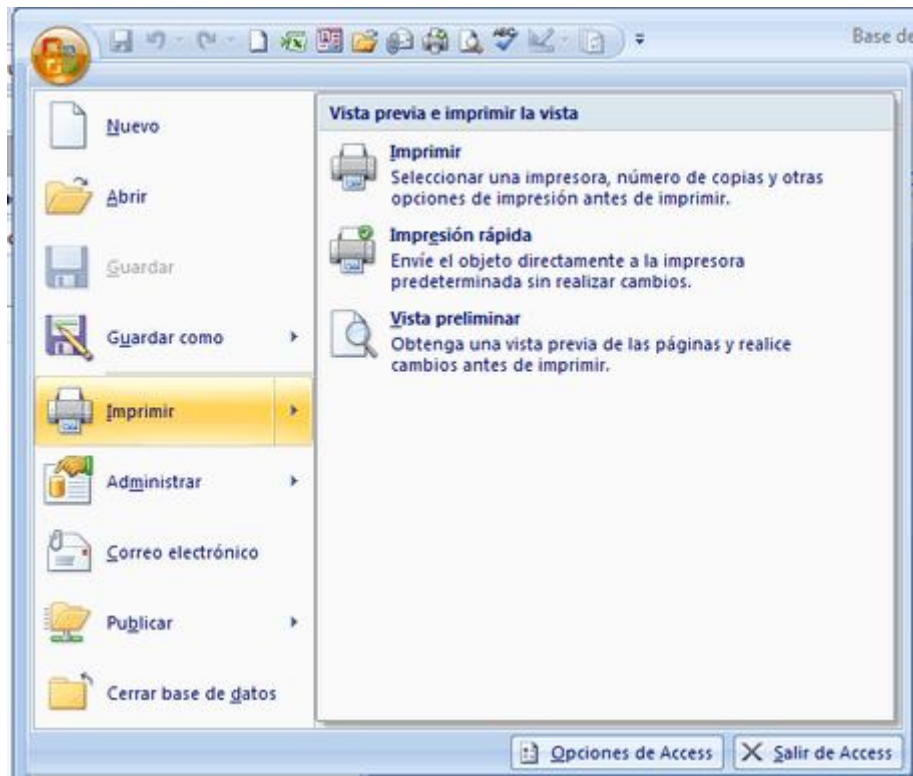 Base de
Nuevo
Abrir
Guardar
Guardar como
Imprimir
Administrar
Correo electrónico
Publicar
Cerrar base de datos
Vista previa e imprimir la vista
Imprimir
Seleccionar una impresora, número de copias y otras
opciones de impresión antes de imprimir.
Impresión rápida
Envíe el objeto directamente a la impresora
predeterminada sin realizar cambios.
Vista preliminar
Obtenga una vista previa de las páginas y realice
cambios antes de imprimir.
Opciones de Access
Salir de Access